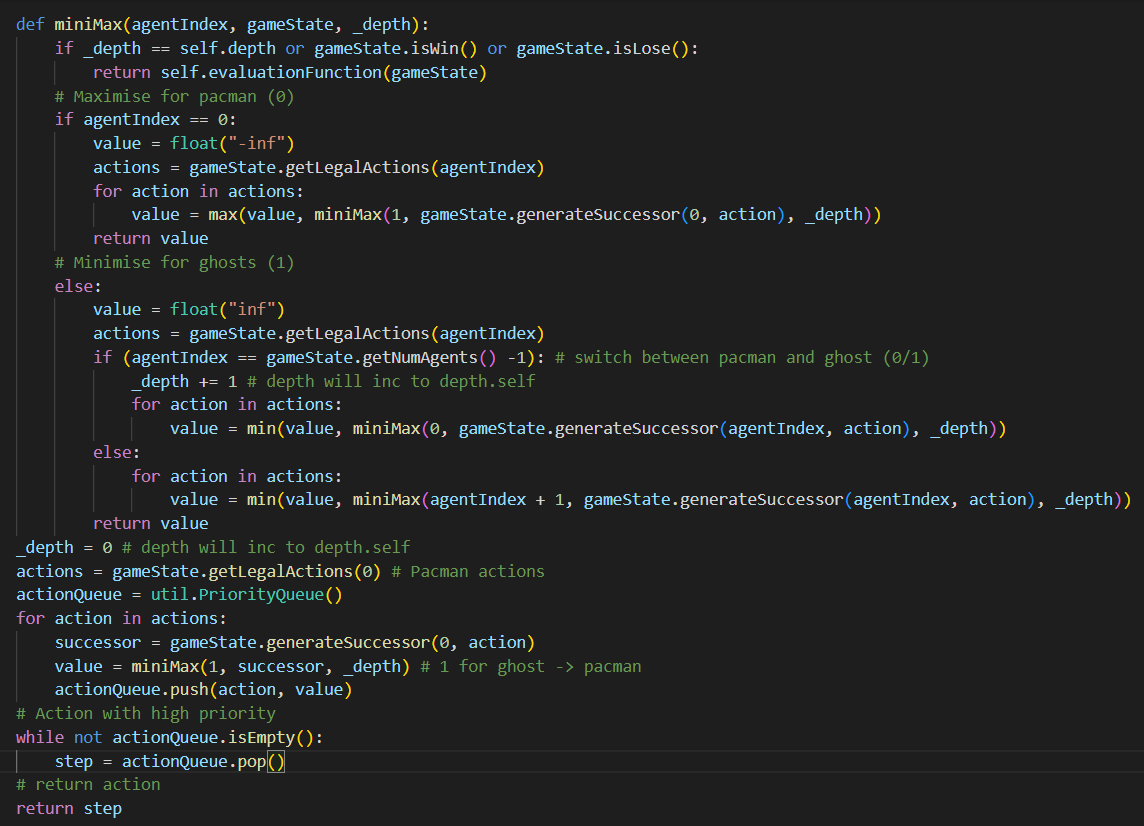 def miniMax(agentIndex, gameState, _depth):
    if _depth == self.depth or gameState.isWin() or gameState.isLose():
        return self.evaluationFunction(gameState)
    # Maximise for pacman (0)
    if agentIndex == 0:
        value = float("-inf")
        actions = gameState.getLegalActions(agentIndex)
        for action in actions:
            value = max(value, miniMax(1, gameState.generateSuccessor(0, action), _depth))
        return value
    # Minimise for ghosts (1)
    else:
        value = float("inf")
        actions = gameState.getLegalActions(agentIndex)
        if (agentIndex == gameState.getNumAgents() -1): # switch between pacman and ghost (0/1)
            _depth += 1 # depth will inc to depth.self
            for action in actions:
                value = min(value, miniMax(0, gameState.generateSuccessor(agentIndex, action), _depth))
        else:
            for action in actions:
                value = min(value, miniMax(agentIndex + 1, gameState.generateSuccessor(agentIndex, action), _depth))
        return value
_depth = 0 # depth will inc to depth.self
actions = gameState.getLegalActions(0) # Pacman actions
actionQueue = util.PriorityQueue()
for action in actions:
    successor = gameState.generateSuccessor(0, action)
    value = miniMax(1, successor, _depth) # 1 for ghost -> pacman
    actionQueue.push(action, value)
# Action with high priority
while not actionQueue.isEmpty():
    step = actionQueue.pop()
# return action
return step